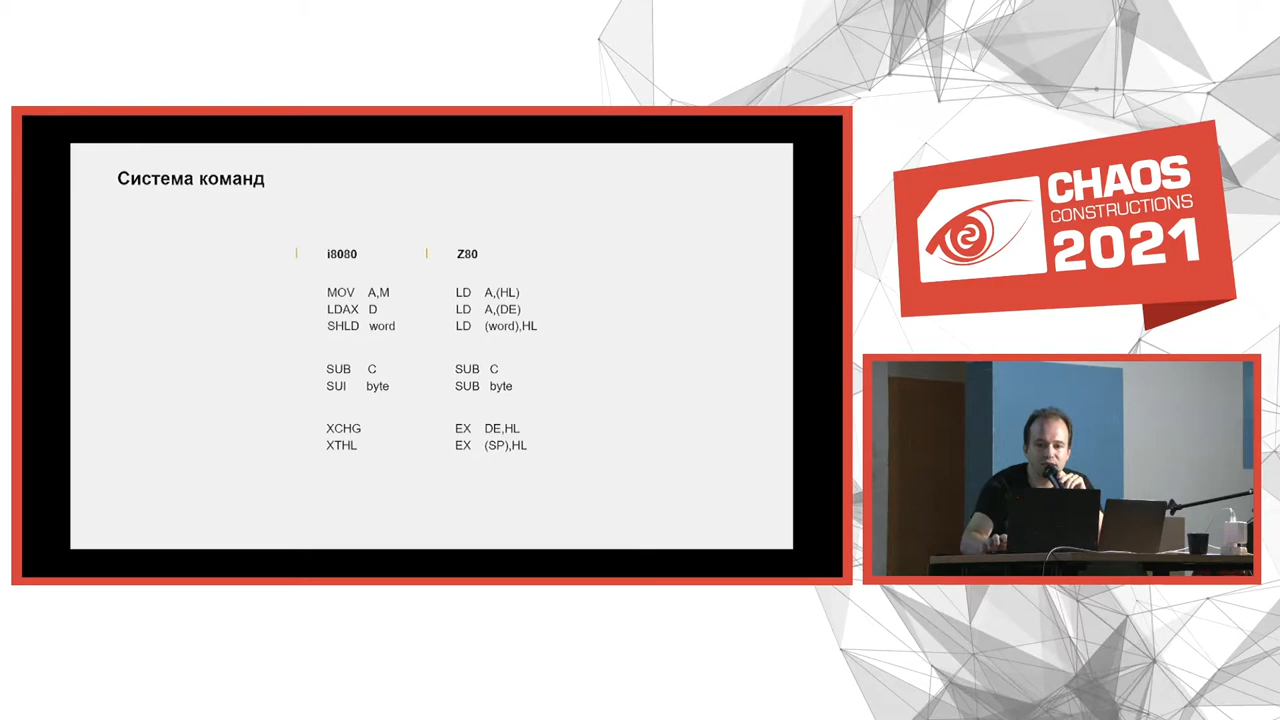 Система команд
i8080 Z80
MOV A,M LD A,(HL)
LDAX D LD A,(DE)
SHLD word LD (word),HL
SUB C SUB C
SUI byte SUB byte
XCHG EX DE,HL
XTHL EX (SP),HL
CHAOS
CONSTRUCTIONS
2021